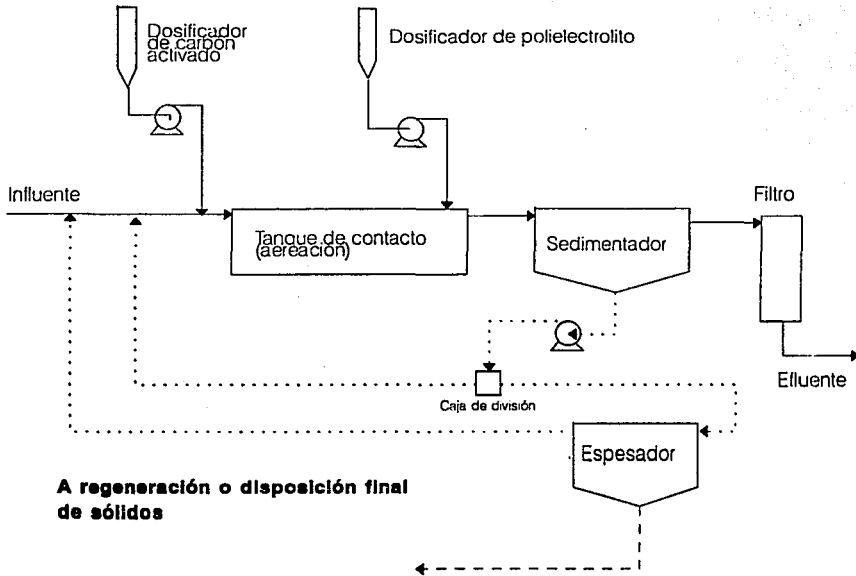 Dosificador
de carbón
activado
Dosificador de polielectrolito
Influente
Tanque de contacto
(aereación)
Sedimentador
Filtro
Efluente
Caja de división
Espesador
A regeneración o disposición final
de sólidos